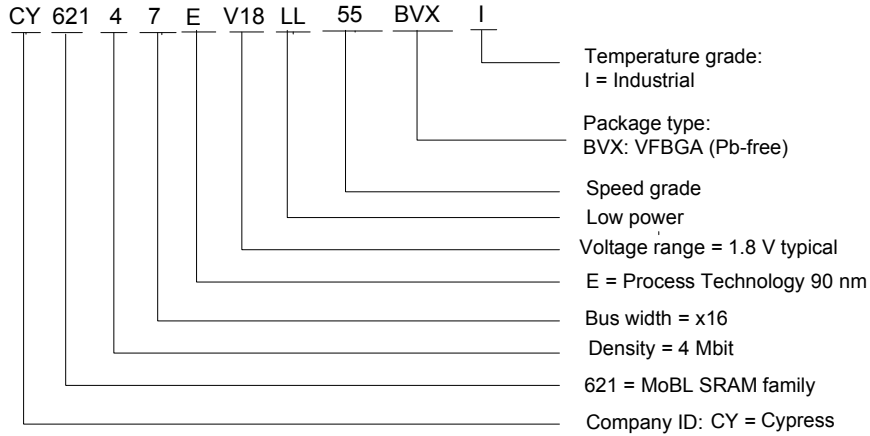 CY 621 4 7 E V18 LL 55 BVX I
Temperature grade:
I = Industrial
Package type:
BVX: VFBGA (Pb-free)
Speed grade
Low power
Voltage range = 1.8 V typical
E = Process Technology 90 nm
Bus width = x16
Density = 4 Mbit
621 = MoBL SRAM family
Company ID: CY = Cypress